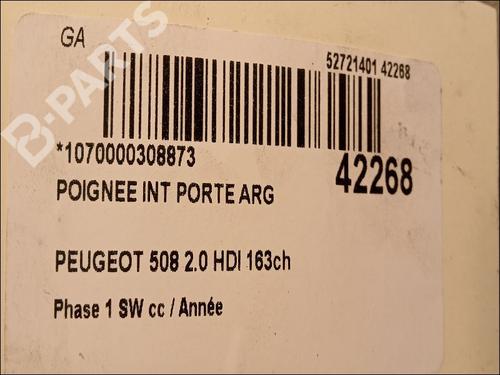 GA
52721401 42268
B-PARTS
*1070000308873
42268
POIGNEE INT PORTE ARG
PEUGEOT 508 2.0 HDI 163ch
Phase 1 SW cc / Année